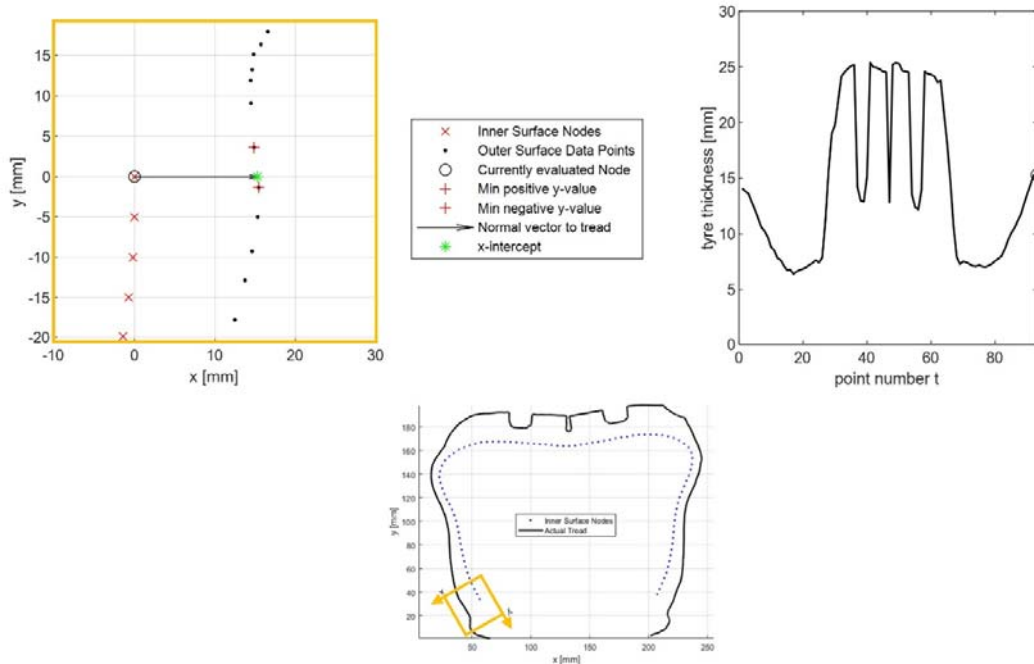 15
10
5
0
-5
-10
-15
-20
y [mm]
-10 0 10 20 30
x [mm]
Inner Surface Nodes
Outer Surface Data Points
Currently evaluated Node
Min positive y-value
Min negative y-value
Normal vector to tread
x-intercept
30
25
20
15
10
5
0
tyre thickness [mm]
0 20 40 60 80
point number t
180
160
140
120
100
80
60
40
20
y [mm]
Inner Surface Nodes
Actual Tread
50 100 150 200 250
x [mm]